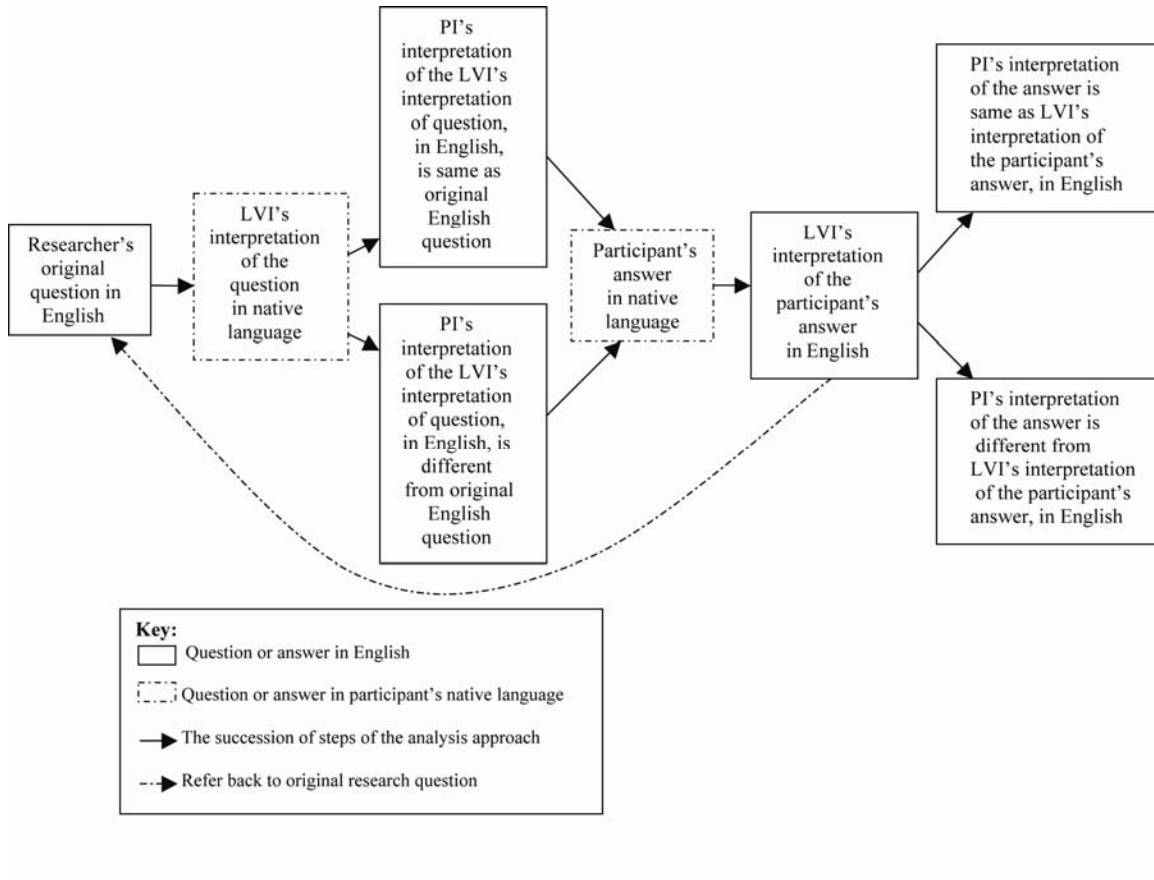 Researcher's
original
question in
English
LVI's
interpretation
of the
question
in native
language
PI's
interpretation
of the LVI's
interpretation
of question,
in English,
is same as
original
English
question
PI's
interpretation
of the LVI's
interpretation
of question,
in English, is
different
from original
English
question
Participant's
answer
in native
language
LVI's
interpretation
of the
participant's
answer
in English
PI's interpretation
of the answer is
same as LVI's
interpretation of
the participant's
answer, in English
PI's interpretation
of the answer is
different from
LVI's interpretation
of the participant's
answer, in English
Key:
Question or answer in English
Question or answer in participant's native language
The succession of steps of the analysis approach
Refer back to original research question